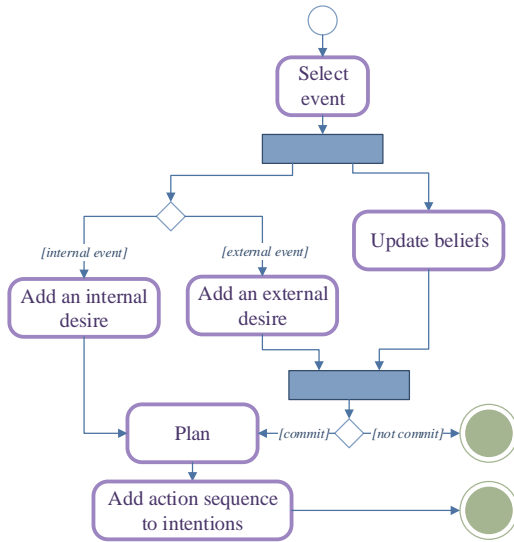 Select
event
[internal event]
[external event]
Update beliefs
Add an internal
desire
Add an external
desire
Plan
[commit]
[not commit]
Add action sequence
to intentions